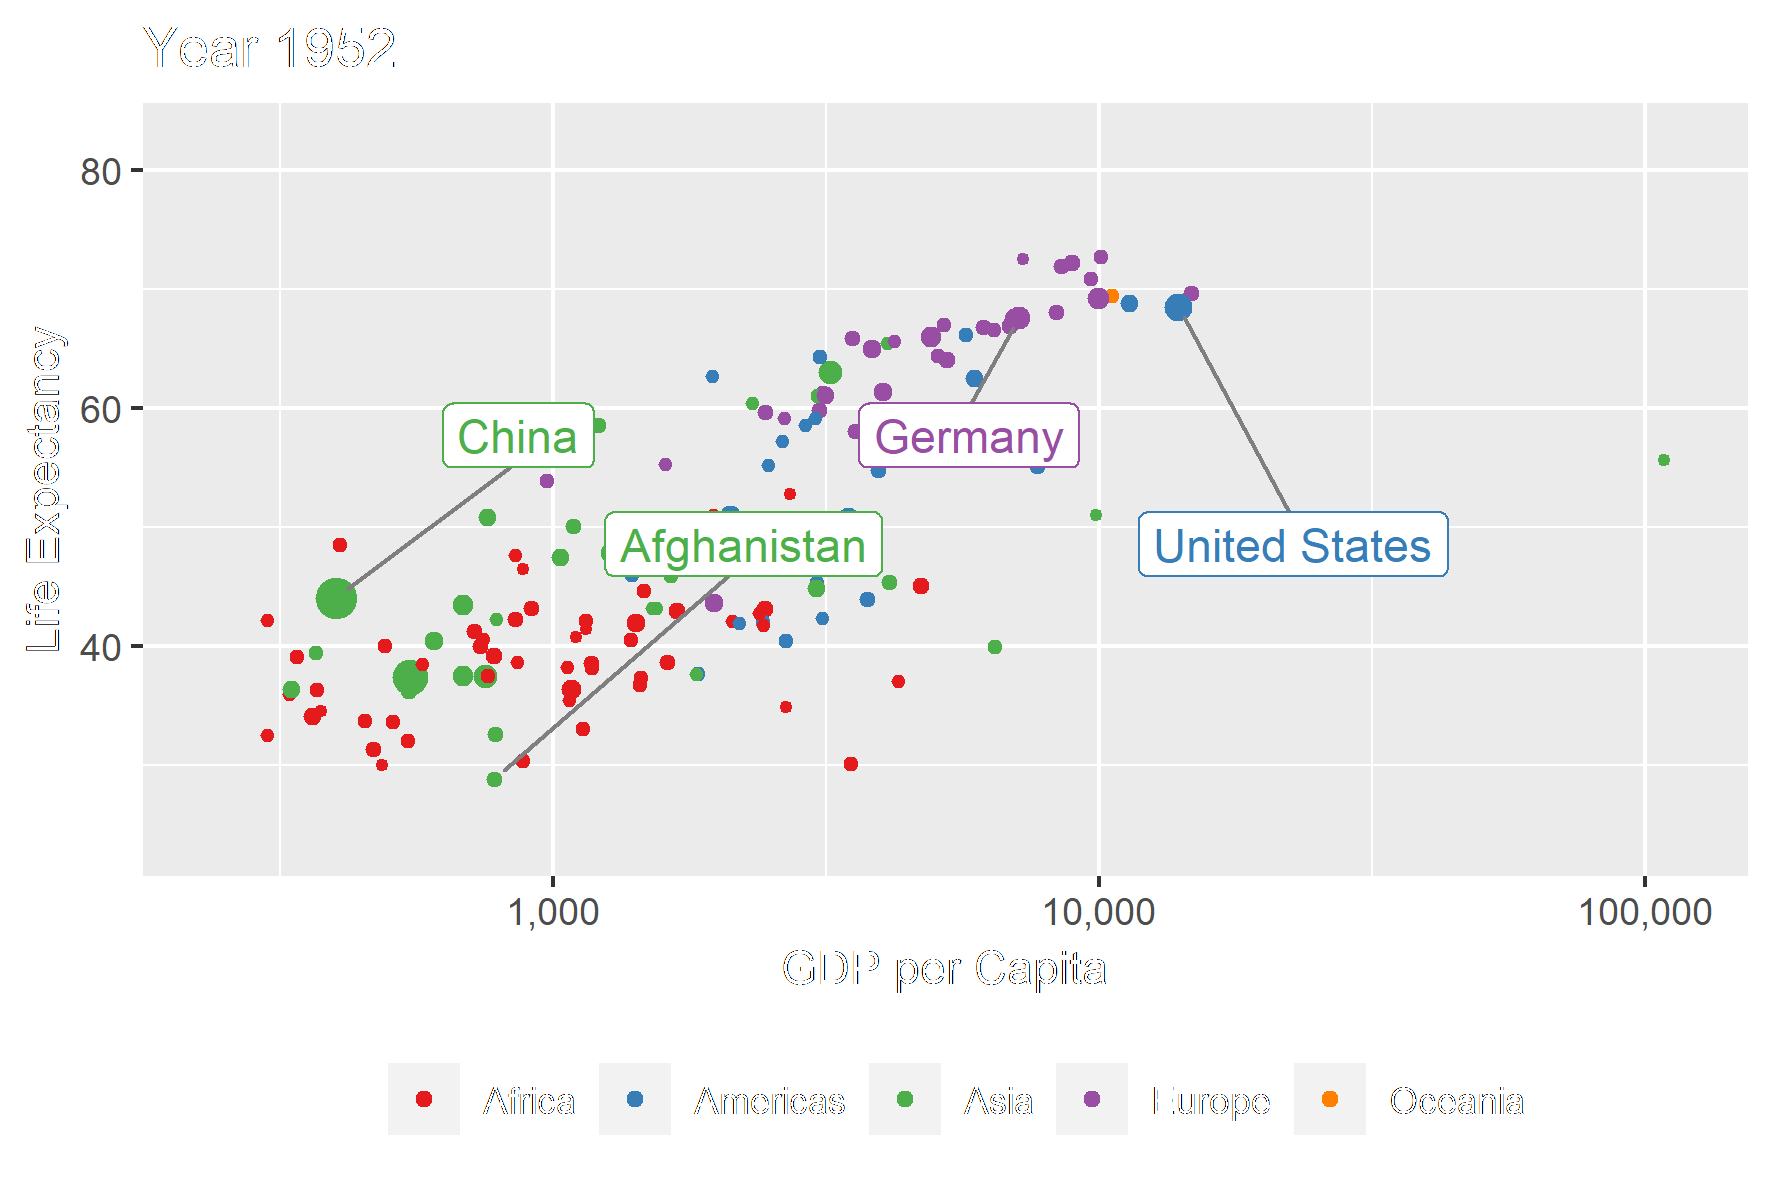 Year 1952
Life Expectancy
80
60
40
China
Germany
Afghanistan
United States
1,000
10,000
100,000
GDP per Capita
Africa
Americas
Asia
Europe
Oceania